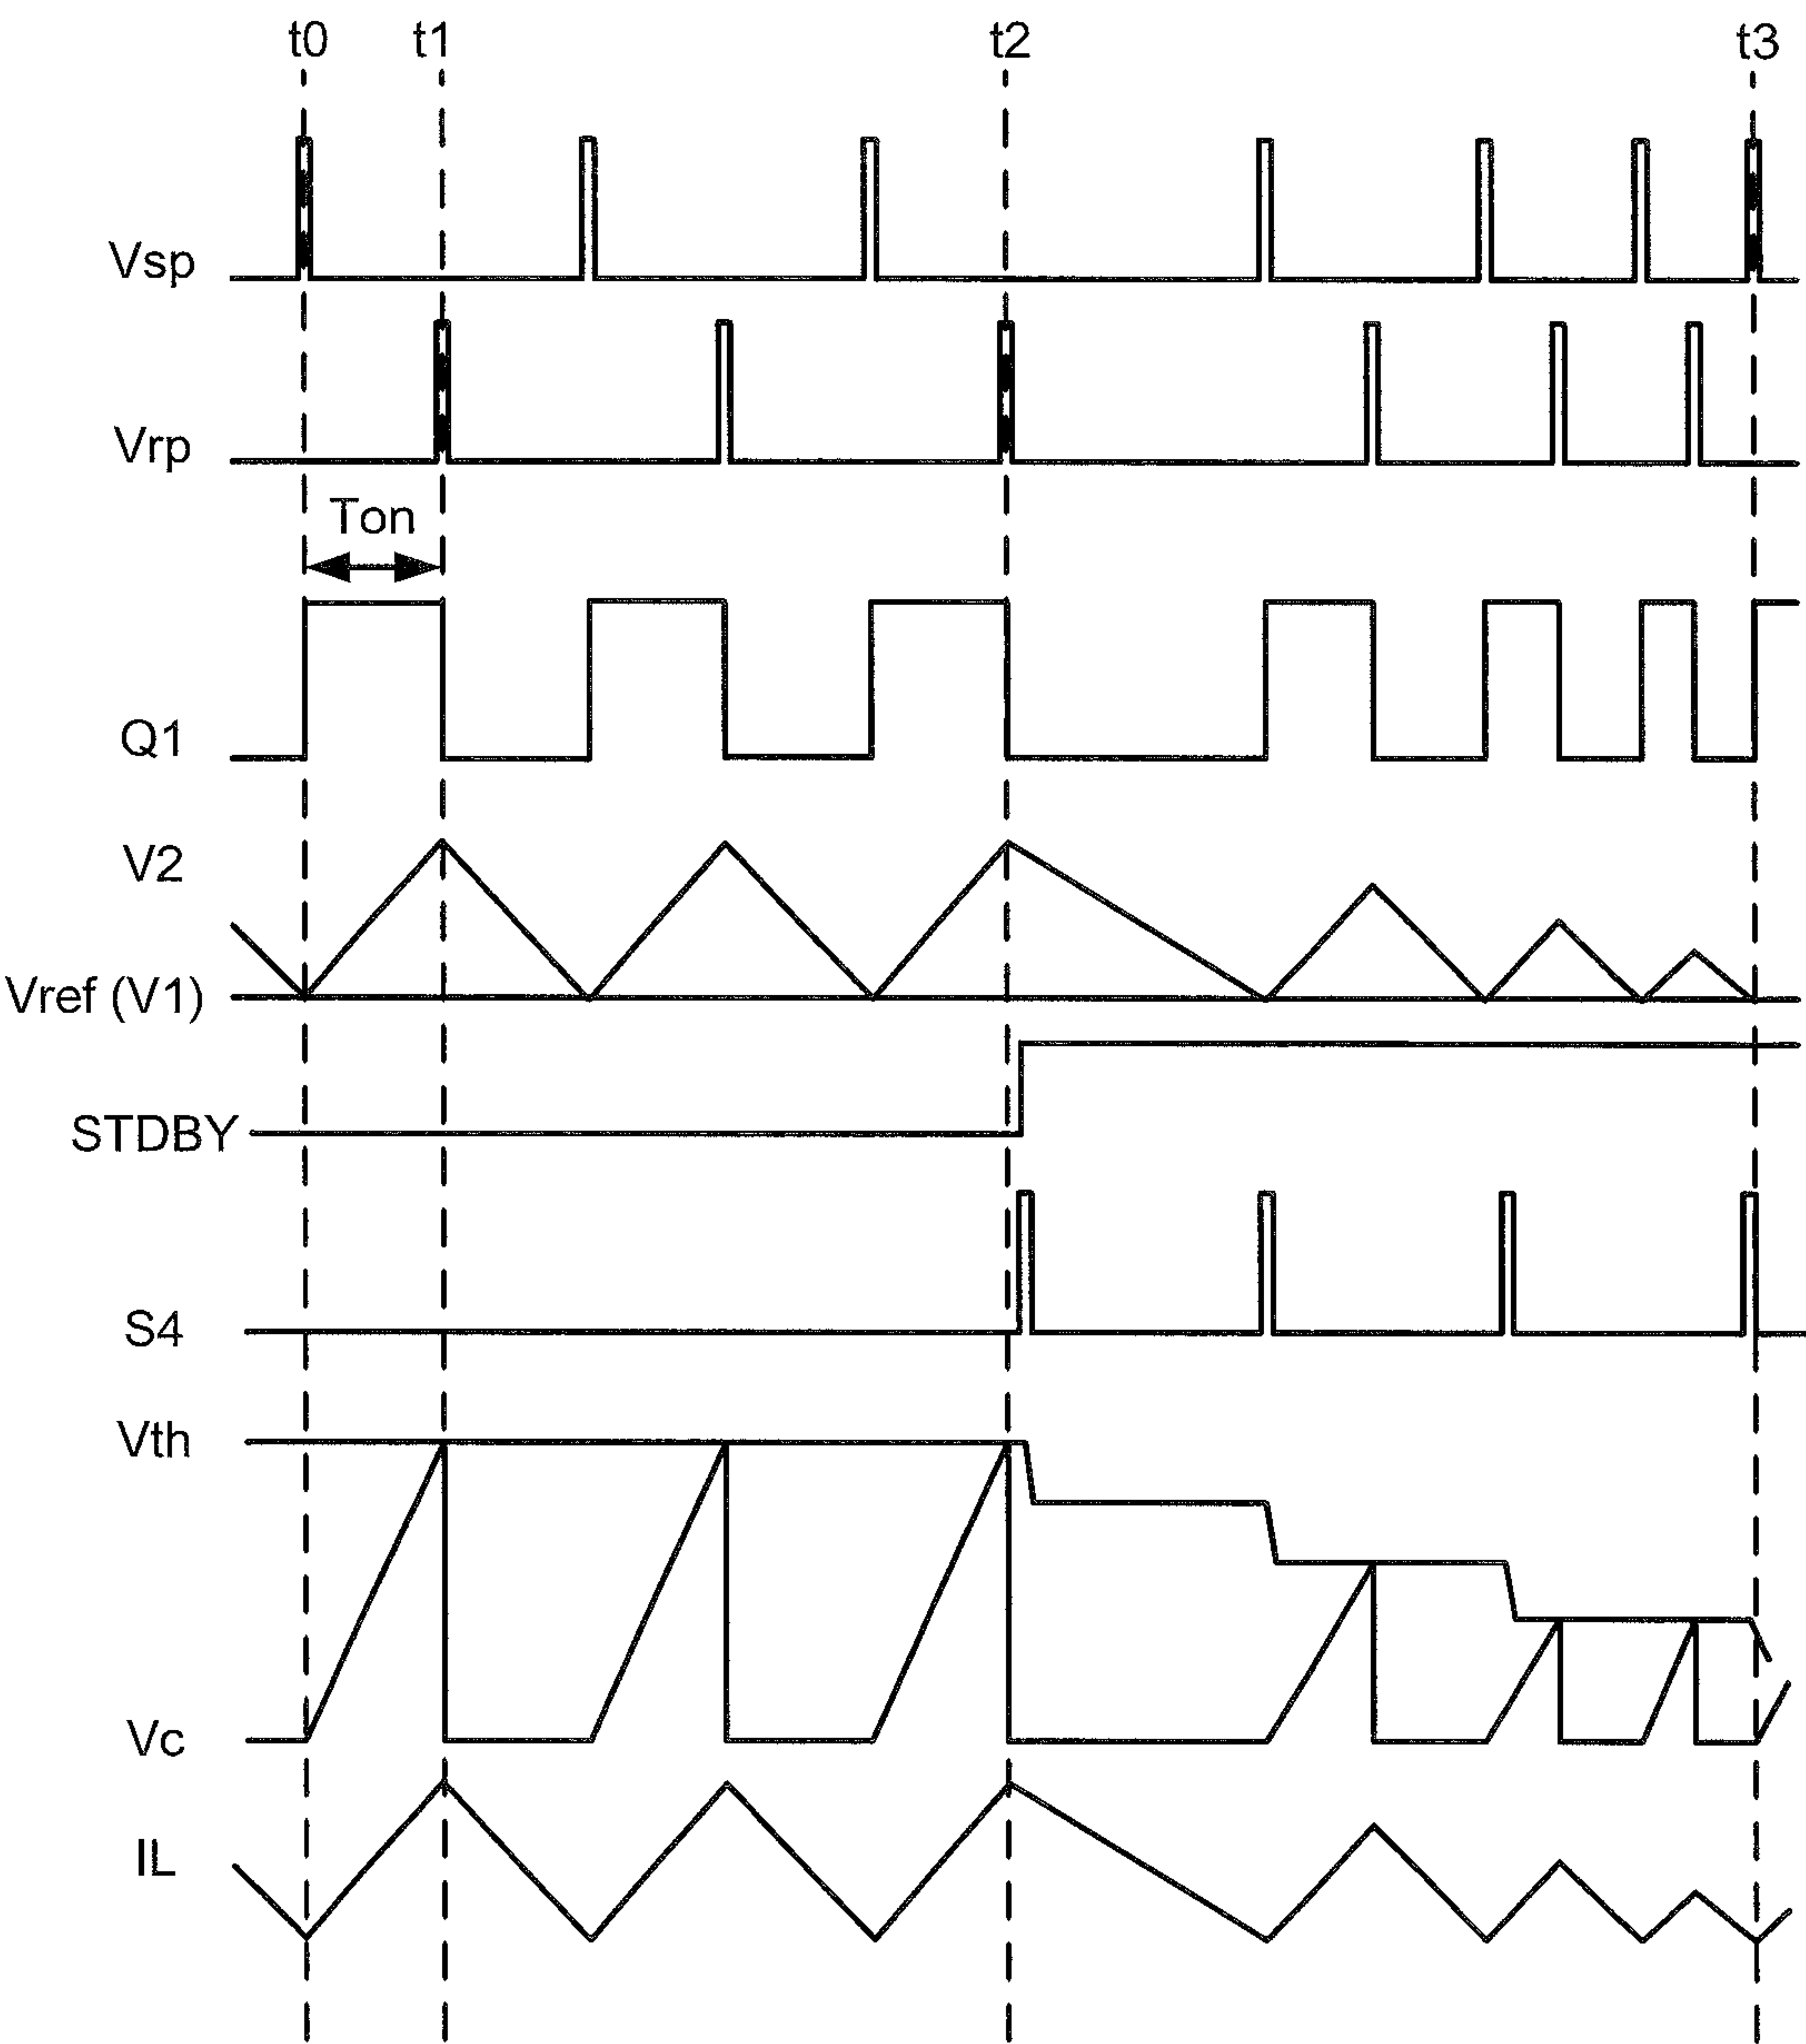 t0 t1 t2 t3
Vsp
Vrp
Ton
Q1
V2
Vref (V1)
STDBY
S4
Vth
Vc
IL